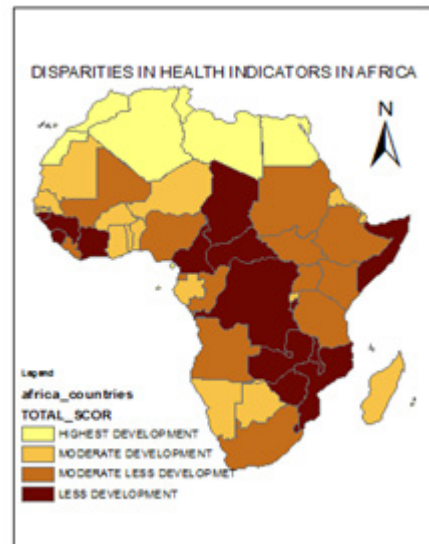 DISPARITIES IN HEALTH INDICATORS IN AFRICA
N
Legend
africa_countries
TOTAL_SCOR
HIGHEST DEVELOPMENT
MODERATE DEVELOPMENT
MODERATE LESS DEVELOPMET
LESS DEVELOPMENT